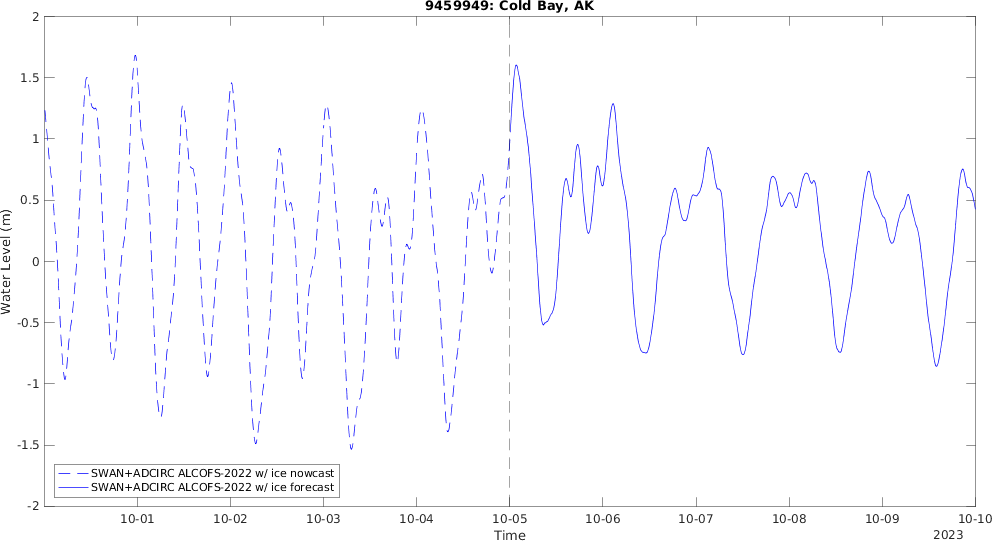 9459949: Cold Bay, AK
2
1.5
1
0.5
0
-0.5
-1
-1.5
-2
Water Level (m)
SWAN+ADCIRC ALCOFS-2022 w/ ice nowcast
SWAN+ADCIRC ALCOFS-2022 w/ ice forecast
10-01 10-02 10-03 10-04 10-05 10-06 10-07 10-08 10-09 10-10
Time
2023